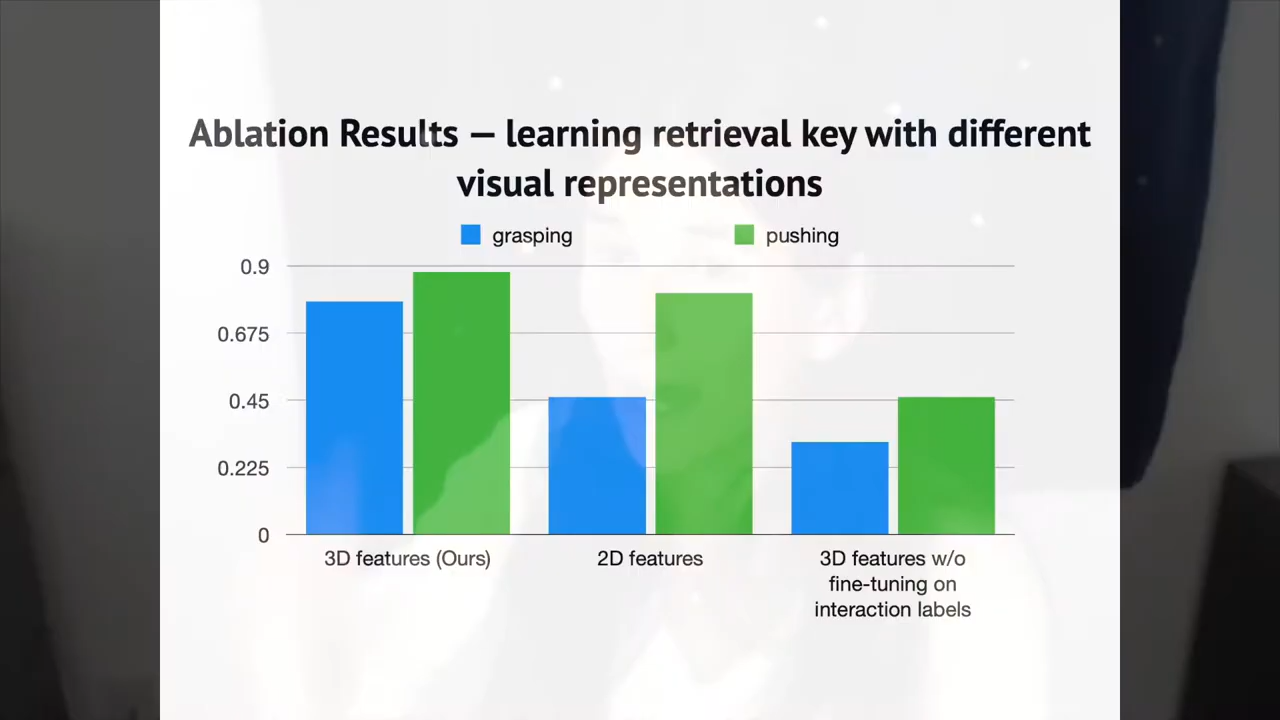 Ablation Results — learning retrieval key with different
visual representations
grasping
pushing
0.9
0.675
0.45
0.225
0
3D features (Ours)
2D features
3D features w/o
fine-tuning on
interaction labels